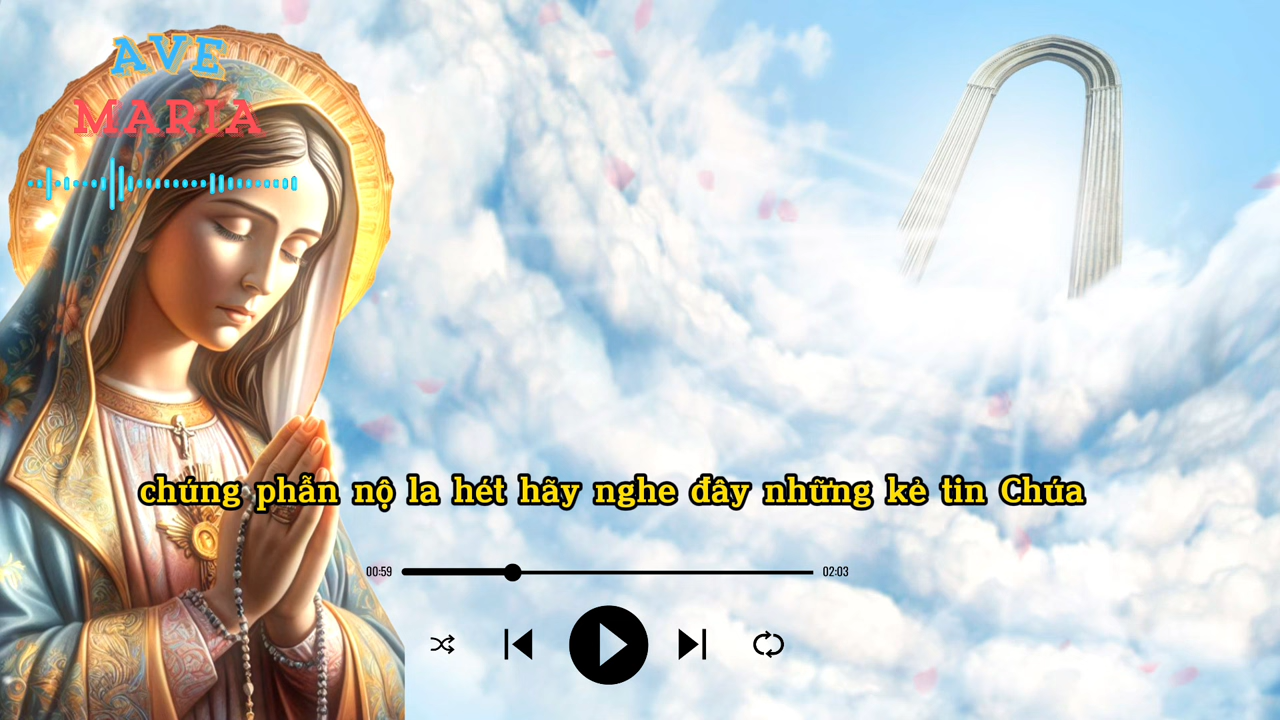 AVE
MARIA
chúng phẫn nộ la hét hãy nghe đây những kẻ tin Chúa
00:59
02:03